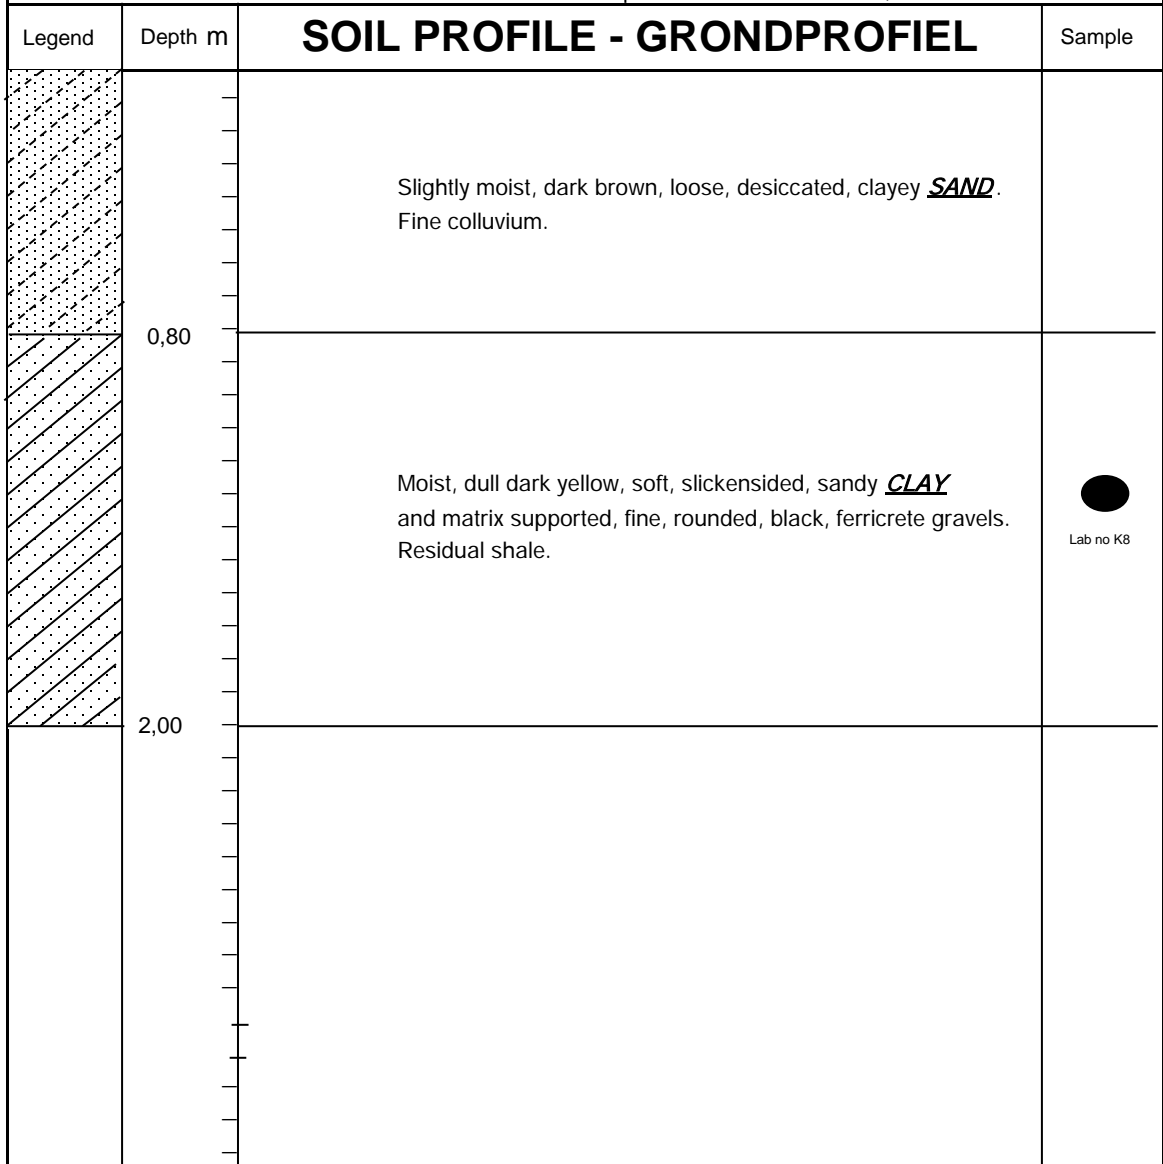 Legend
Depth m
SOIL PROFILE - GRONDPROFIEL
Sample
Slightly moist, dark brown, loose, desiccated, clayey SAND.
Fine colluvium.
0,80
Moist, dull dark yellow, soft, slickensided, sandy CLAY
and matrix supported, fine, rounded, black, ferricrete gravels.
Residual shale.
Lab no K8
2,00